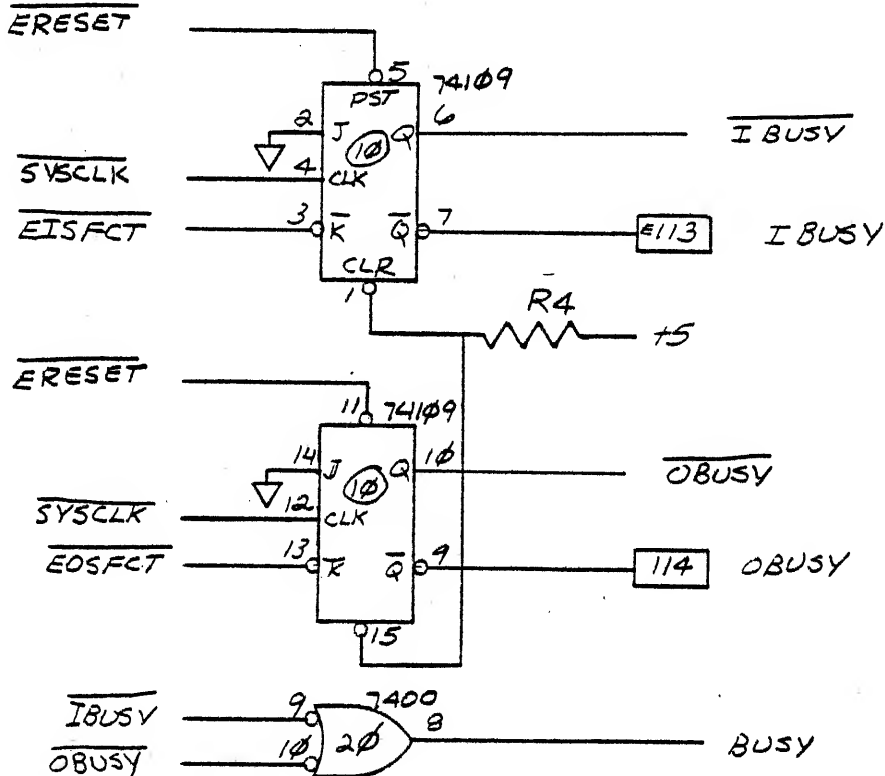 ERESET
5 74109
PST
2 J 10 Q 6 IBUSY
SYSCLK 4 CLK
EISFCT 3 K Q 7 E113 IBUSY
CLR
1 R4 +5
ERESET
11 74109
14 J 10 Q 10 OBUSY
SYSCLK 12 CLK
EOSFCT 13 K Q 9 114 OBUSY
15
IBUSY 9 7400
20 8 BUSY
OBUSY 10